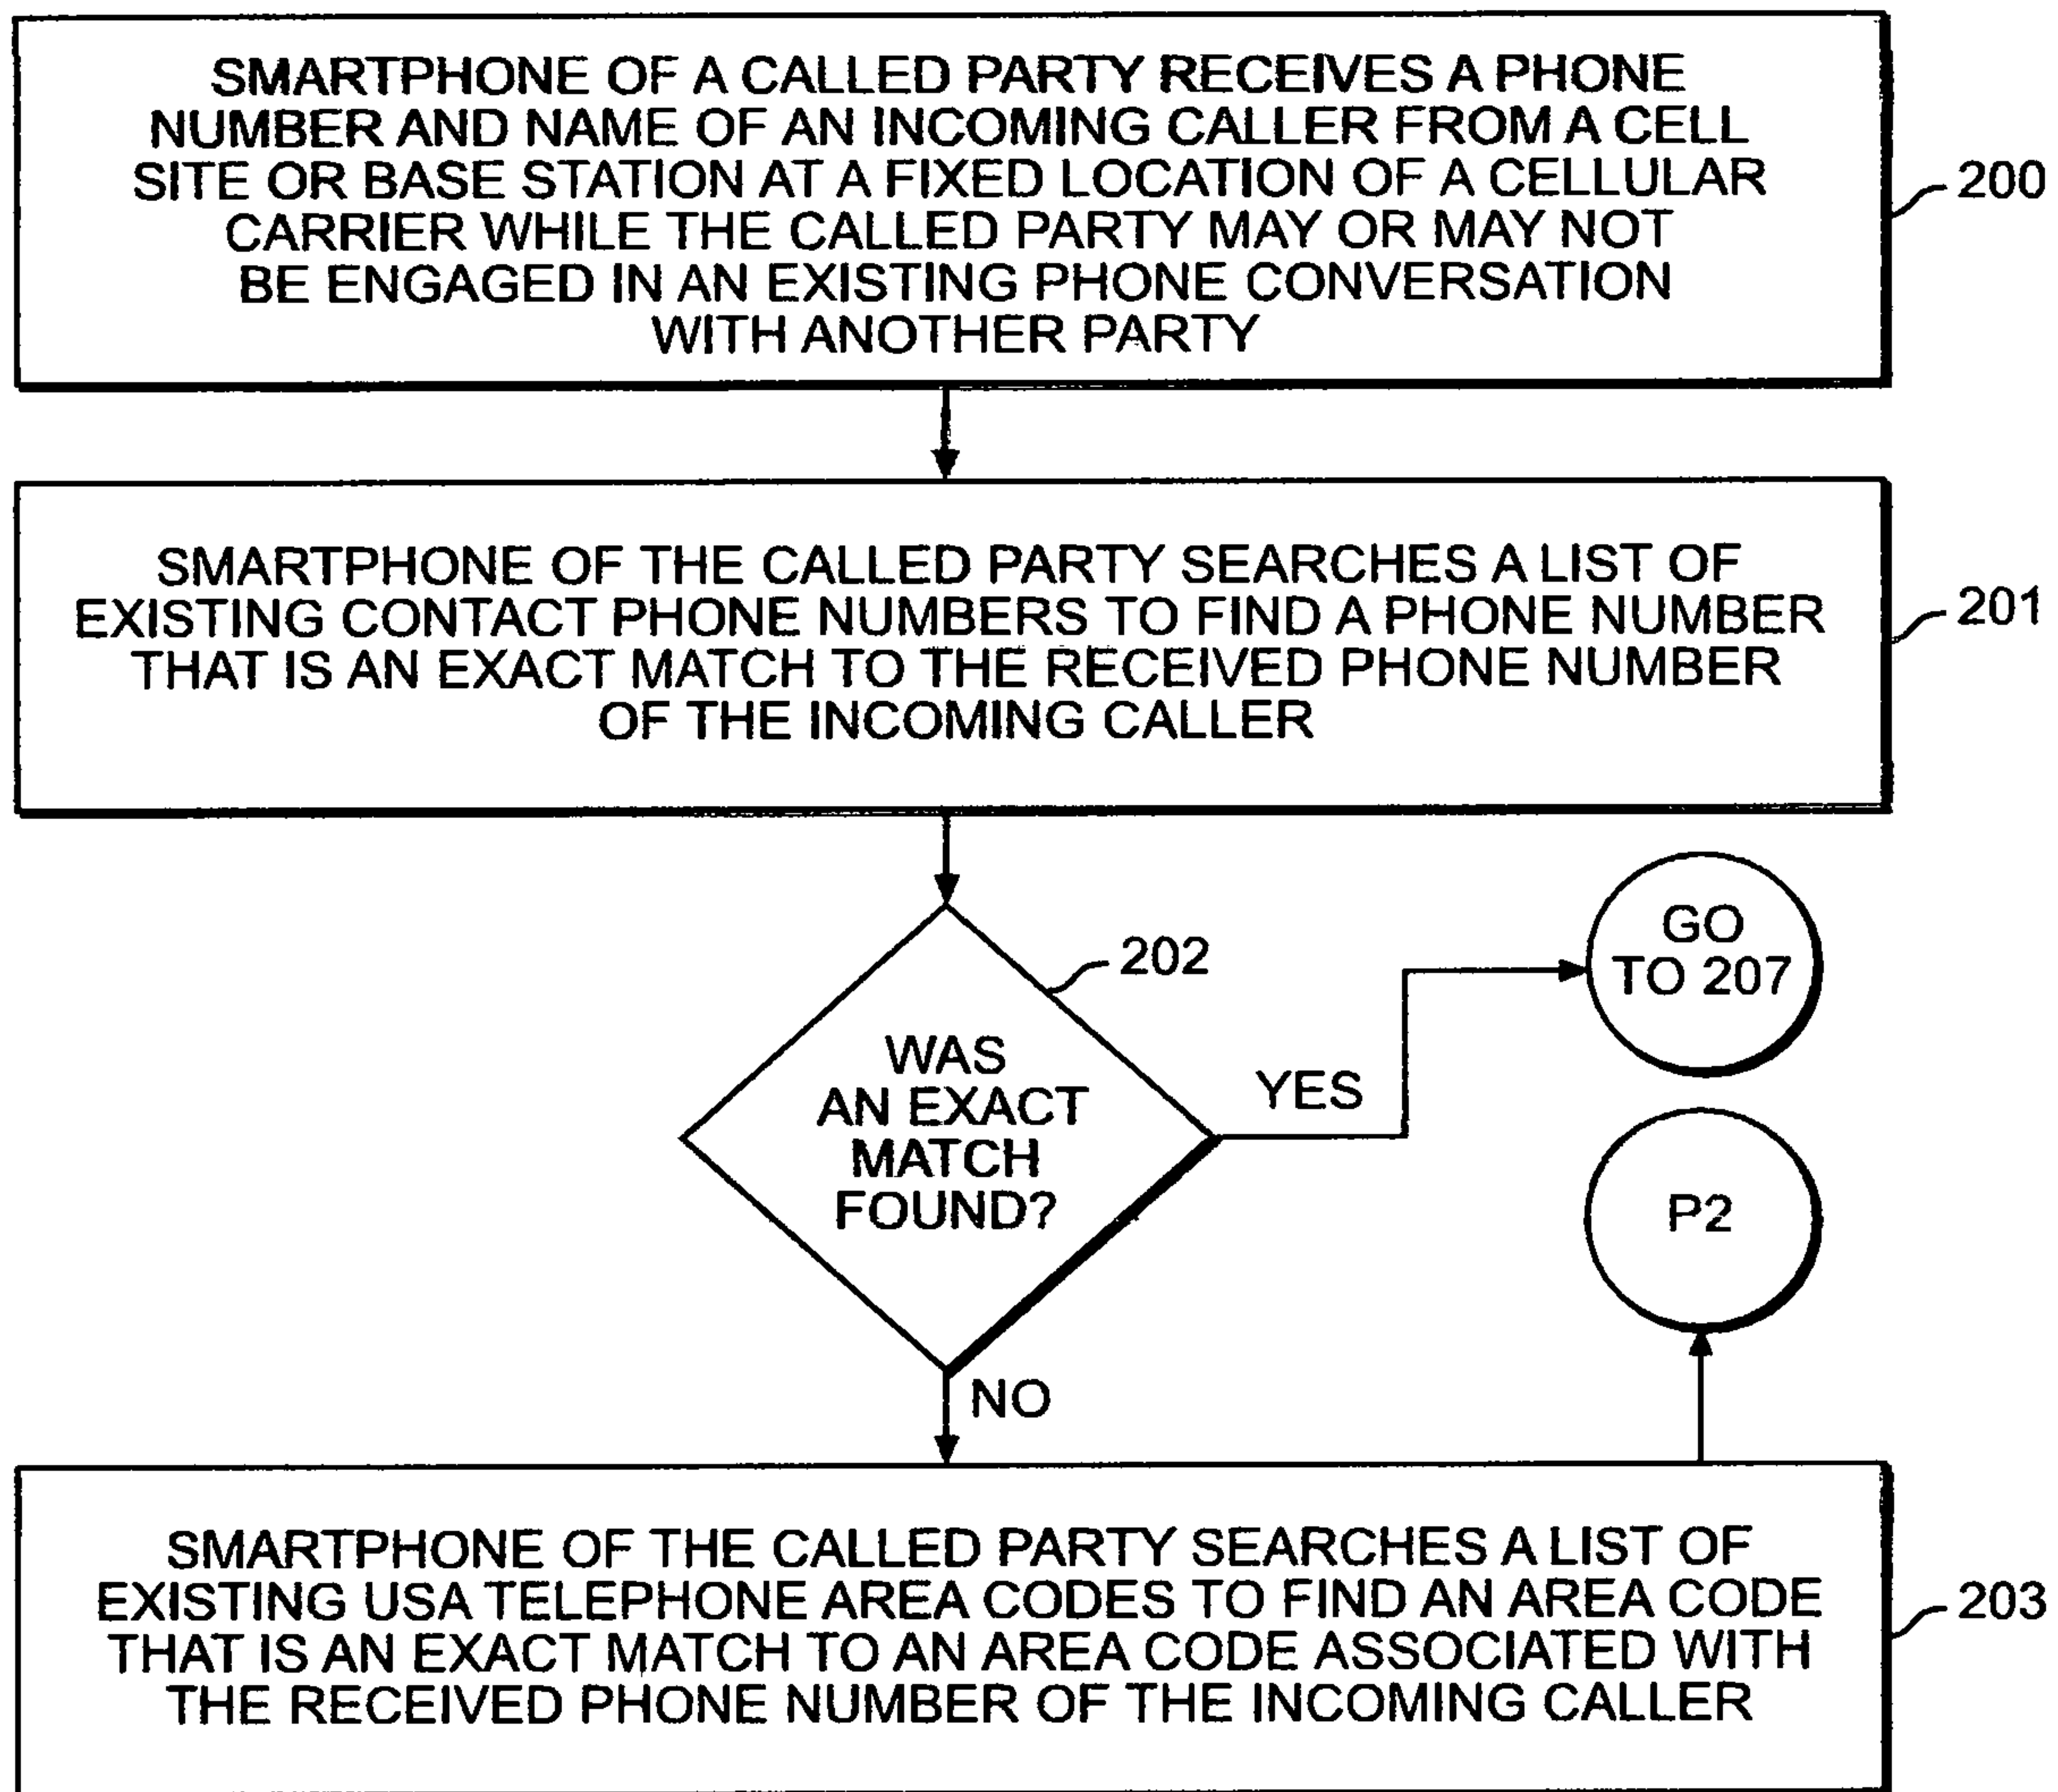 SMARTPHONE OF A CALLED PARTY RECEIVES A PHONE
NUMBER AND NAME OF AN INCOMING CALLER FROM A CELL
SITE OR BASE STATION AT A FIXED LOCATION OF A CELLULAR
CARRIER WHILE THE CALLED PARTY MAY OR MAY NOT
BE ENGAGED IN AN EXISTING PHONE CONVERSATION
WITH ANOTHER PARTY
200
SMARTPHONE OF THE CALLED PARTY SEARCHES A LIST OF
EXISTING CONTACT PHONE NUMBERS TO FIND A PHONE NUMBER
THAT IS AN EXACT MATCH TO THE RECEIVED PHONE NUMBER
OF THE INCOMING CALLER
201
202
WAS
AN EXACT
MATCH
FOUND?
YES
GO
TO 207
P2
NO
SMARTPHONE OF THE CALLED PARTY SEARCHES A LIST OF
EXISTING USA TELEPHONE AREA CODES TO FIND AN AREA CODE
THAT IS AN EXACT MATCH TO AN AREA CODE ASSOCIATED WITH
THE RECEIVED PHONE NUMBER OF THE INCOMING CALLER
203